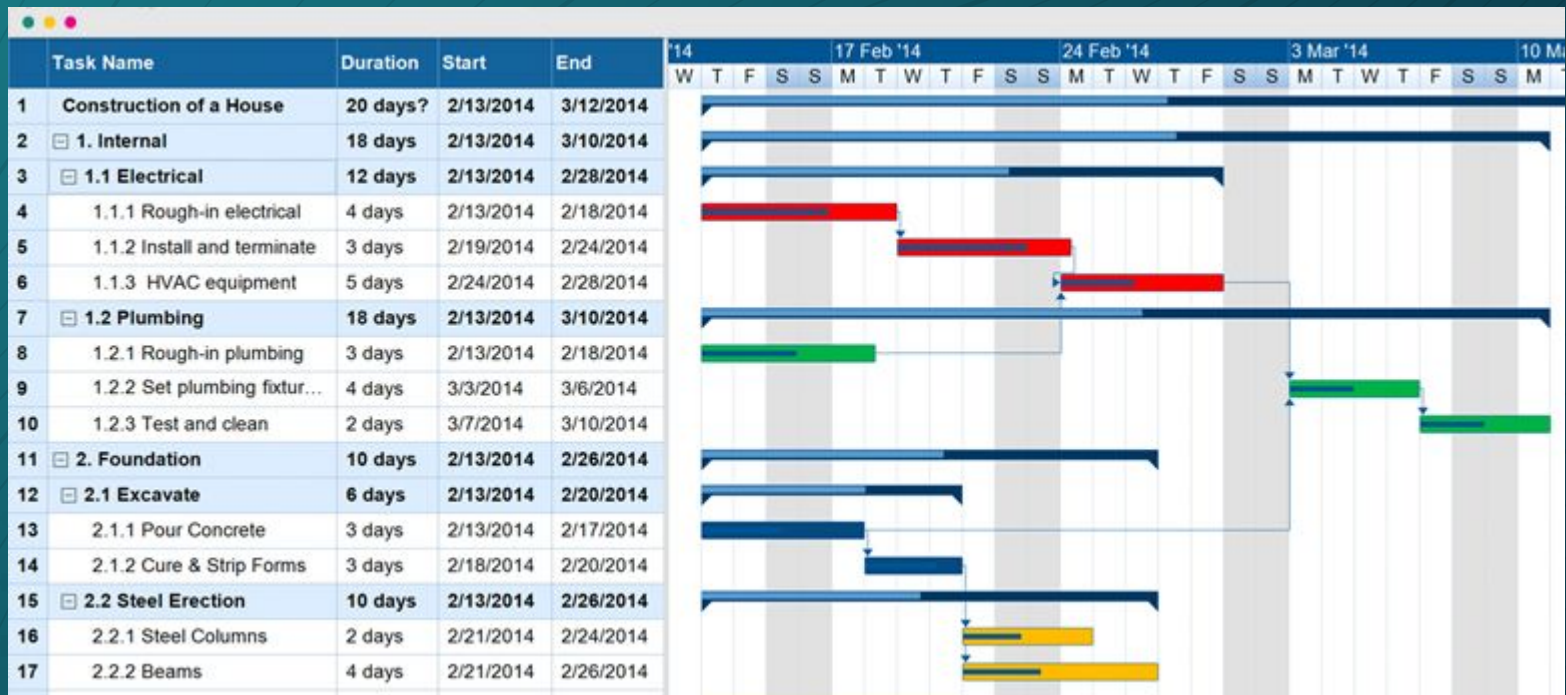 Task Name Duration Start End '14 17 Feb '14 24 Feb '14 3 Mar '14 10
W T F S S M T W T F S S M T W T F S S M T W T F S S M
1 Construction of a House 20 days? 2/13/2014 3/12/2014
2 1. Internal 18 days 2/13/2014 3/10/2014
3 1.1 Electrical 12 days 2/13/2014 2/28/2014
4 1.1.1 Rough-in electrical 4 days 2/13/2014 2/18/2014
5 1.1.2 Install and terminate 3 days 2/19/2014 2/24/2014
6 1.1.3 HVAC equipment 5 days 2/24/2014 2/28/2014
7 1.2 Plumbing 18 days 2/13/2014 3/10/2014
8 1.2.1 Rough-in plumbing 3 days 2/13/2014 2/18/2014
9 1.2.2 Set plumbing fixtur... 4 days 3/3/2014 3/6/2014
10 1.2.3 Test and clean 2 days 3/7/2014 3/10/2014
11 2. Foundation 10 days 2/13/2014 2/26/2014
12 2.1 Excavate 6 days 2/13/2014 2/20/2014
13 2.1.1 Pour Concrete 3 days 2/13/2014 2/17/2014
14 2.1.2 Cure & Strip Forms 3 days 2/18/2014 2/20/2014
15 2.2 Steel Erection 10 days 2/13/2014 2/26/2014
16 2.2.1 Steel Columns 2 days 2/21/2014 2/24/2014
17 2.2.2 Beams 4 days 2/21/2014 2/26/2014